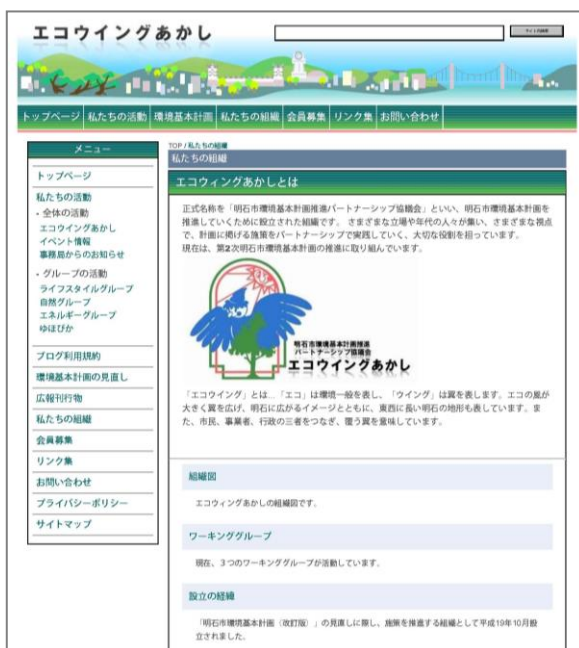 エコウイングあかし
サイト内検索
トップページ 私たちの活動 環境基本計画 私たちの組織 会員募集 リンク集 お問い合わせ
メニュー
トップページ
私たちの活動
・全体の活動
エコウイングあかし
イベント情報
事務局からのお知らせ
・グループの活動
ライフスタイルグループ
自然グループ
エネルギーグループ
ゆほびか
ブログ利用規約
環境基本計画の見直し
広報刊行物
私たちの組織
会員募集
リンク集
お問い合わせ
プライバシーポリシー
サイトマップ
TOP / 私たちの組織
私たちの組織
エコウィングあかしとは
正式名称を「明石市環境基本計画推進パートナーシップ協議会」といい、明石市環境基本計画を
推進していくために設立された組織です。 さまざまな立場や年代の人々が集い、さまざまな視点
で、計画に掲げる施策をパートナーシップで実践していく、大切な役割を担っています。
現在は、第2次明石市環境基本計画の推進に取り組んでいます。
明石市環境基本計画推進
パートナーシップ協議会
エコウイングあかし
「エコウイング」とは…「エコ」は環境一般を表し、「ウイング」は翼を表します。エコの風が
大きく翼を広げ、明石に広がるイメージとともに、東西に長い明石の地形も表しています。ま
た、市民、事業者、行政の三者をつなぎ、覆う翼を意味しています。
組織図
エコウィングあかしの組織図です。
ワーキンググループ
現在、３つのワーキンググループが活動しています。
設立の経緯
「明石市環境基本計画（改訂版）」の見直しに際し、施策を推進する組織として平成19年10月設
立されました。